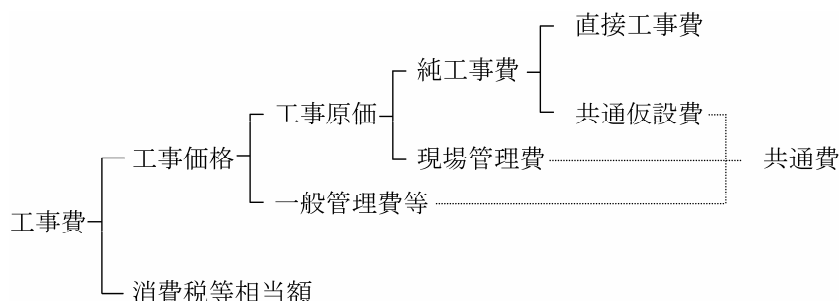 直接工事費
純工事費
工事原価
共通仮設費
工事価格
現場管理費
共通費
一般管理費等
工事費
消費税等相当額